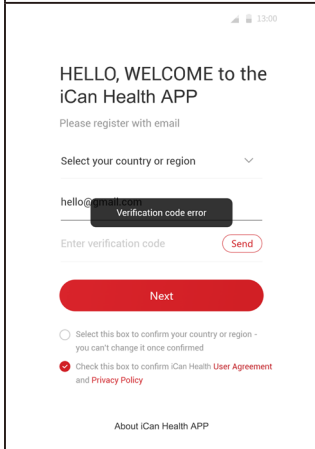 13:00
HELLO, WELCOME to the
iCan Health APP
Please register with email
Select your country or region
hello@gmail.com
Verification code error
Enter verification code
Send
Next
Select this box to confirm your country or region -
you can't change it once confirmed
Check this box to confirm iCan Health User Agreement
and Privacy Policy
About iCan Health APP